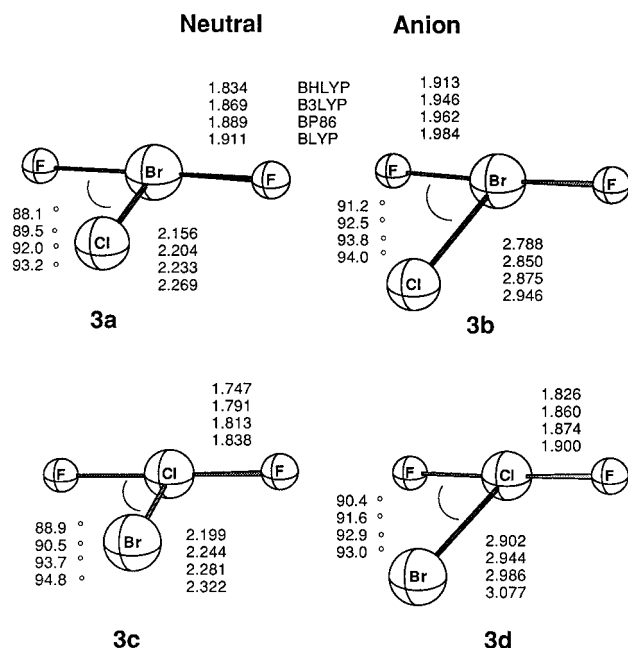 Neutral Anion
1.834 BHLYP 1.913
1.869 B3LYP 1.946
1.889 BP86 1.962
1.911 BLYP 1.984
F Br F
Cl
88.1 °
89.5 °
92.0 °
93.2 °
2.156
2.204
2.233
2.269
3a
F Br F
Cl
91.2 °
92.5 °
93.8 °
94.0 °
2.788
2.850
2.875
2.946
3b
1.747
1.791
1.813
1.838
F Cl F
Br
88.9 °
90.5 °
93.7 °
94.8 °
2.199
2.244
2.281
2.322
3c
1.826
1.860
1.874
1.900
F Cl F
Br
90.4 °
91.6 °
92.9 °
93.0 °
2.902
2.944
2.986
3.077
3d